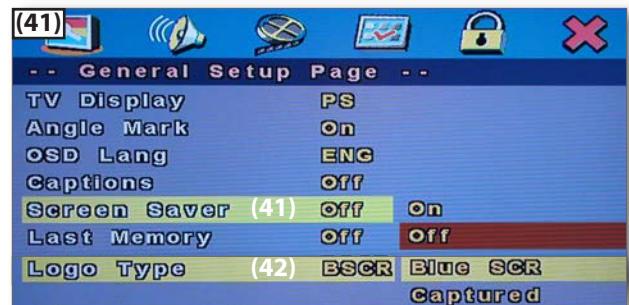 (41)
-- General Setup Page --
TV Display PS
Angle Mark On
OSD Lang ENG
Captions Off
Screen Saver (41) Off On
Last Memory Off Off
Logo Type (42) BSCR Blue SCR
Captured